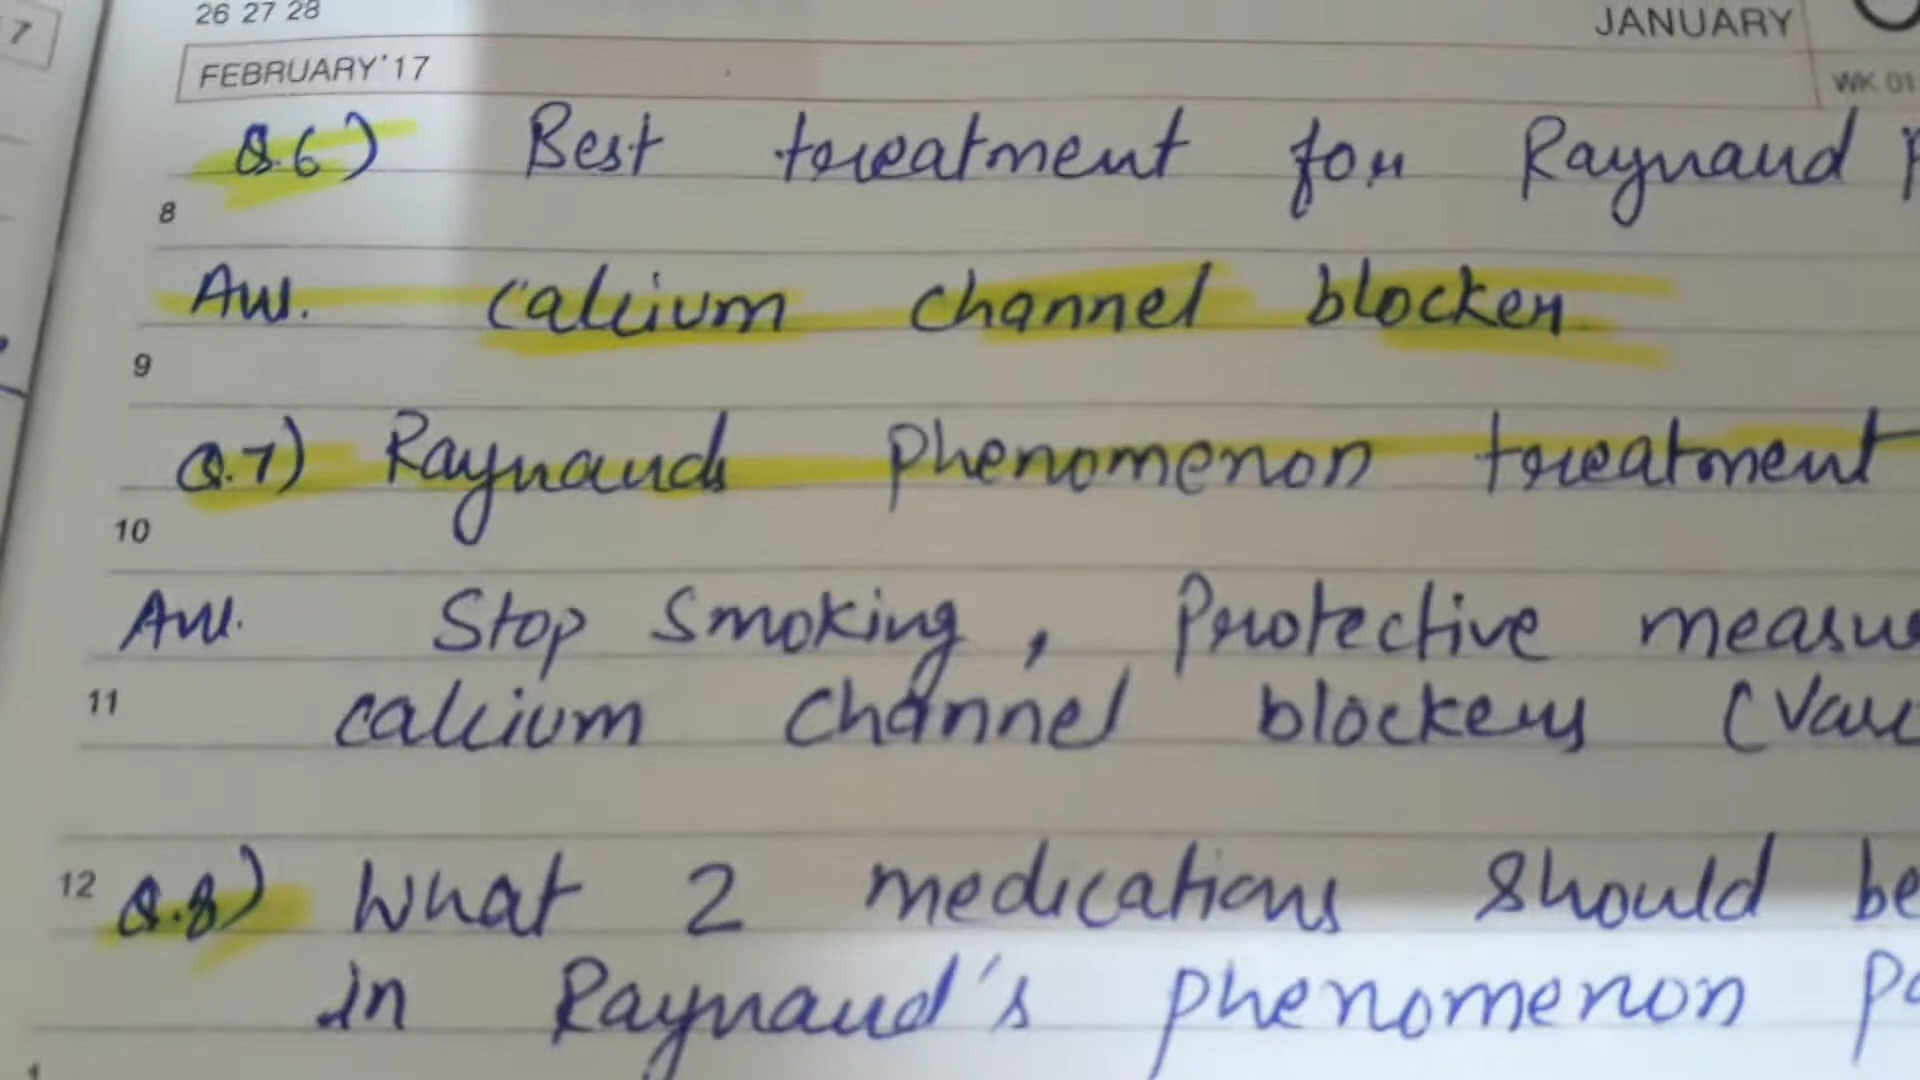 26 27 28
JANUARY
FEBRUARY'17
WK 01
7
Q.6) Best treatment for Raynaud
8
Ans. Calcium channel blocker
9
Q.7) Raynauds phenomenon treatment
10
Ans. Stop smoking, Protective
11 calcium channel blockers
12 Q.8) What 2 medications should be
in Raynaud's phenomenon